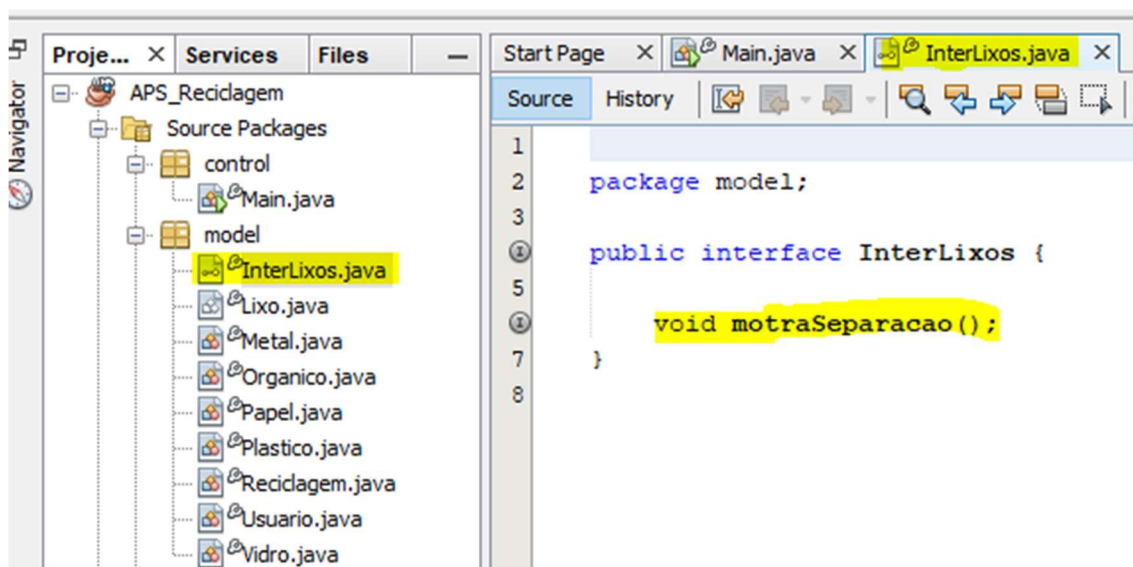 Navigator
Proje...
Services
Files
APS_Reciclagem
Source Packages
control
Main.java
model
InterLixos.java
Lixo.java
Metal.java
Organico.java
Papel.java
Plastico.java
Reciclagem.java
Usuario.java
Vidro.java
Start Page
Main.java
InterLixos.java
Source
History
1
2 package model;
3
public interface InterLixos {
5
void motraSeparacao();
7 }
8